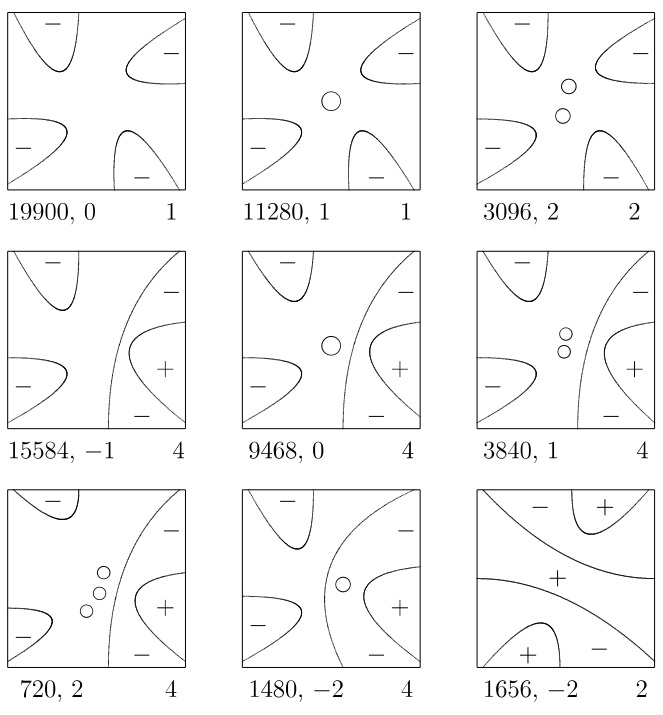 − − −
− − −
− − − − − −
19900, 0 1 11280, 1 1 3096, 2 2
− − −
− − −
− + − + − +
− − −
15584, −1 4 9468, 0 4 3840, 1 4
− − − +
− −
+
− + − +
− − + −
720, 2 4 1480, −2 4 1656, −2 2